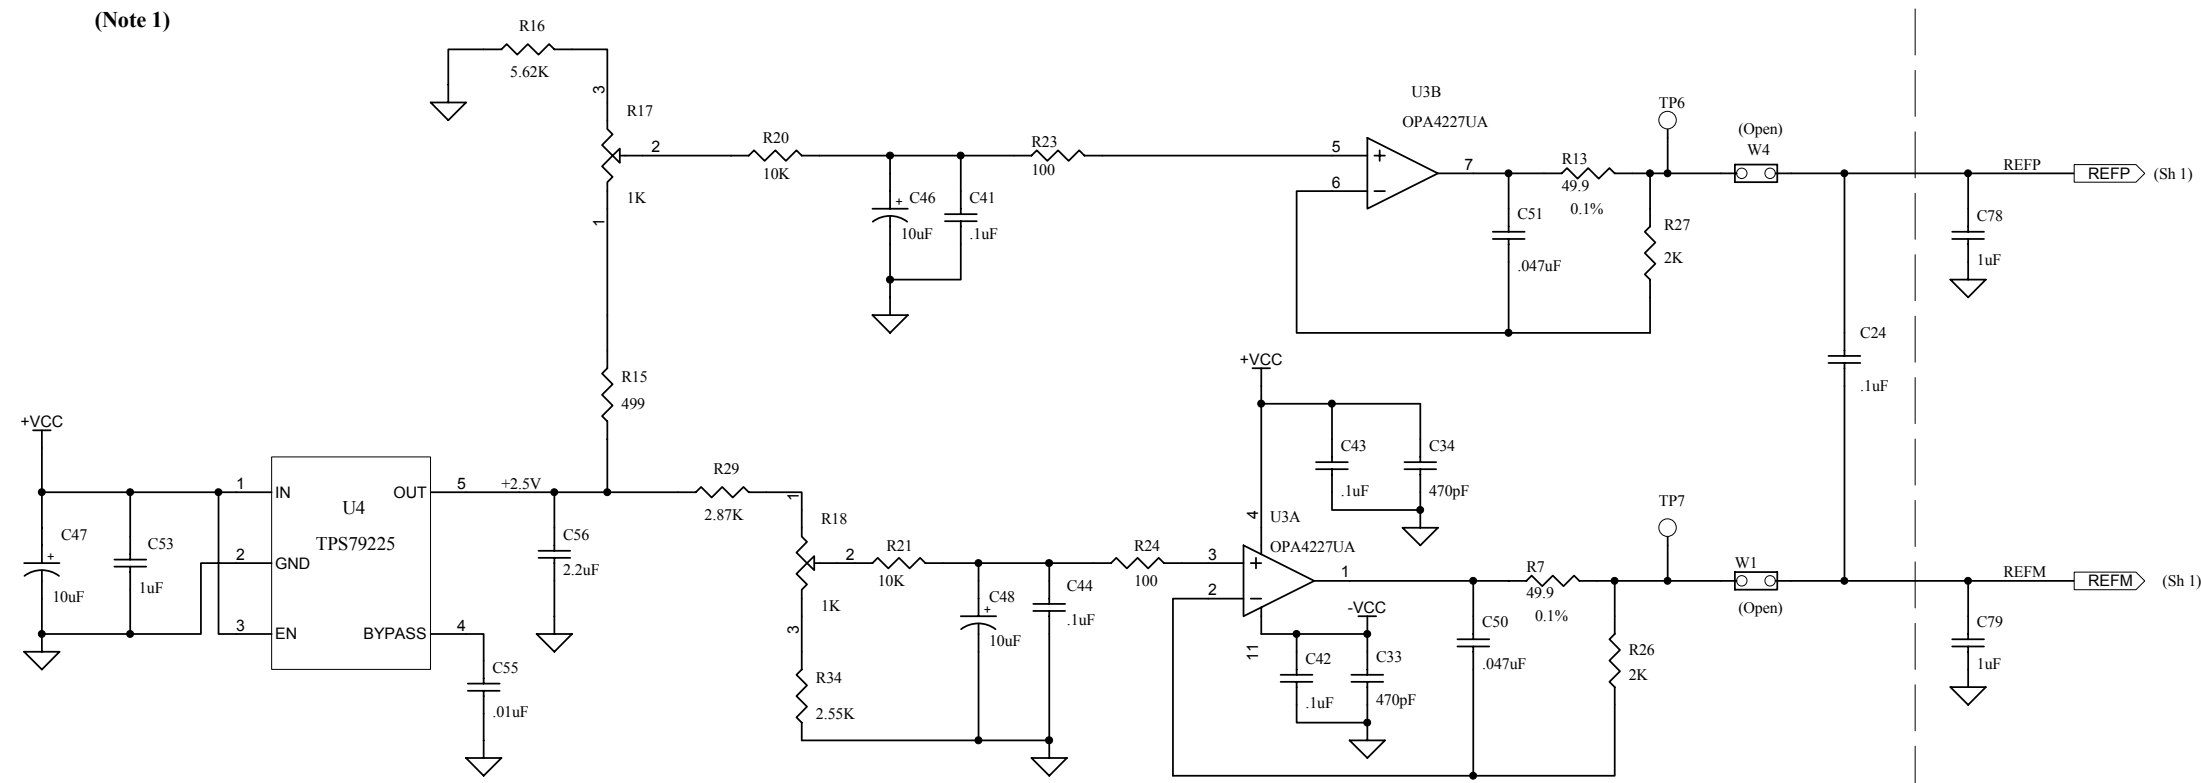 (Note 1)
R16
5.62K
3
R17
2
1K
1
R20
10K
+
C46
10uF
C41
.1uF
R23
100
U3B
OPA4227UA
5
+
6
−
7
C51
.047uF
R13
49.9
0.1%
R27
2K
TP6
(Open)
W4
REFP
REFP
(Sh 1)
C78
1uF
C24
.1uF
R15
499
+VCC
+
C47
10uF
C53
1uF
1
IN
2
GND
3
EN
U4
TPS79225
OUT
5
BYPASS
4
+2.5V
C56
2.2uF
C55
.01uF
R29
2.87K
1
R18
2
1K
3
R34
2.55K
R21
10K
+
C48
10uF
C44
.1uF
R24
100
+VCC
C43
.1uF
C34
470pF
4
U3A
OPA4227UA
3
+
2
−
1
11
-VCC
C42
.1uF
C33
470pF
C50
.047uF
R7
49.9
0.1%
R26
2K
TP7
W1
(Open)
REFM
REFM
(Sh 1)
C79
1uF